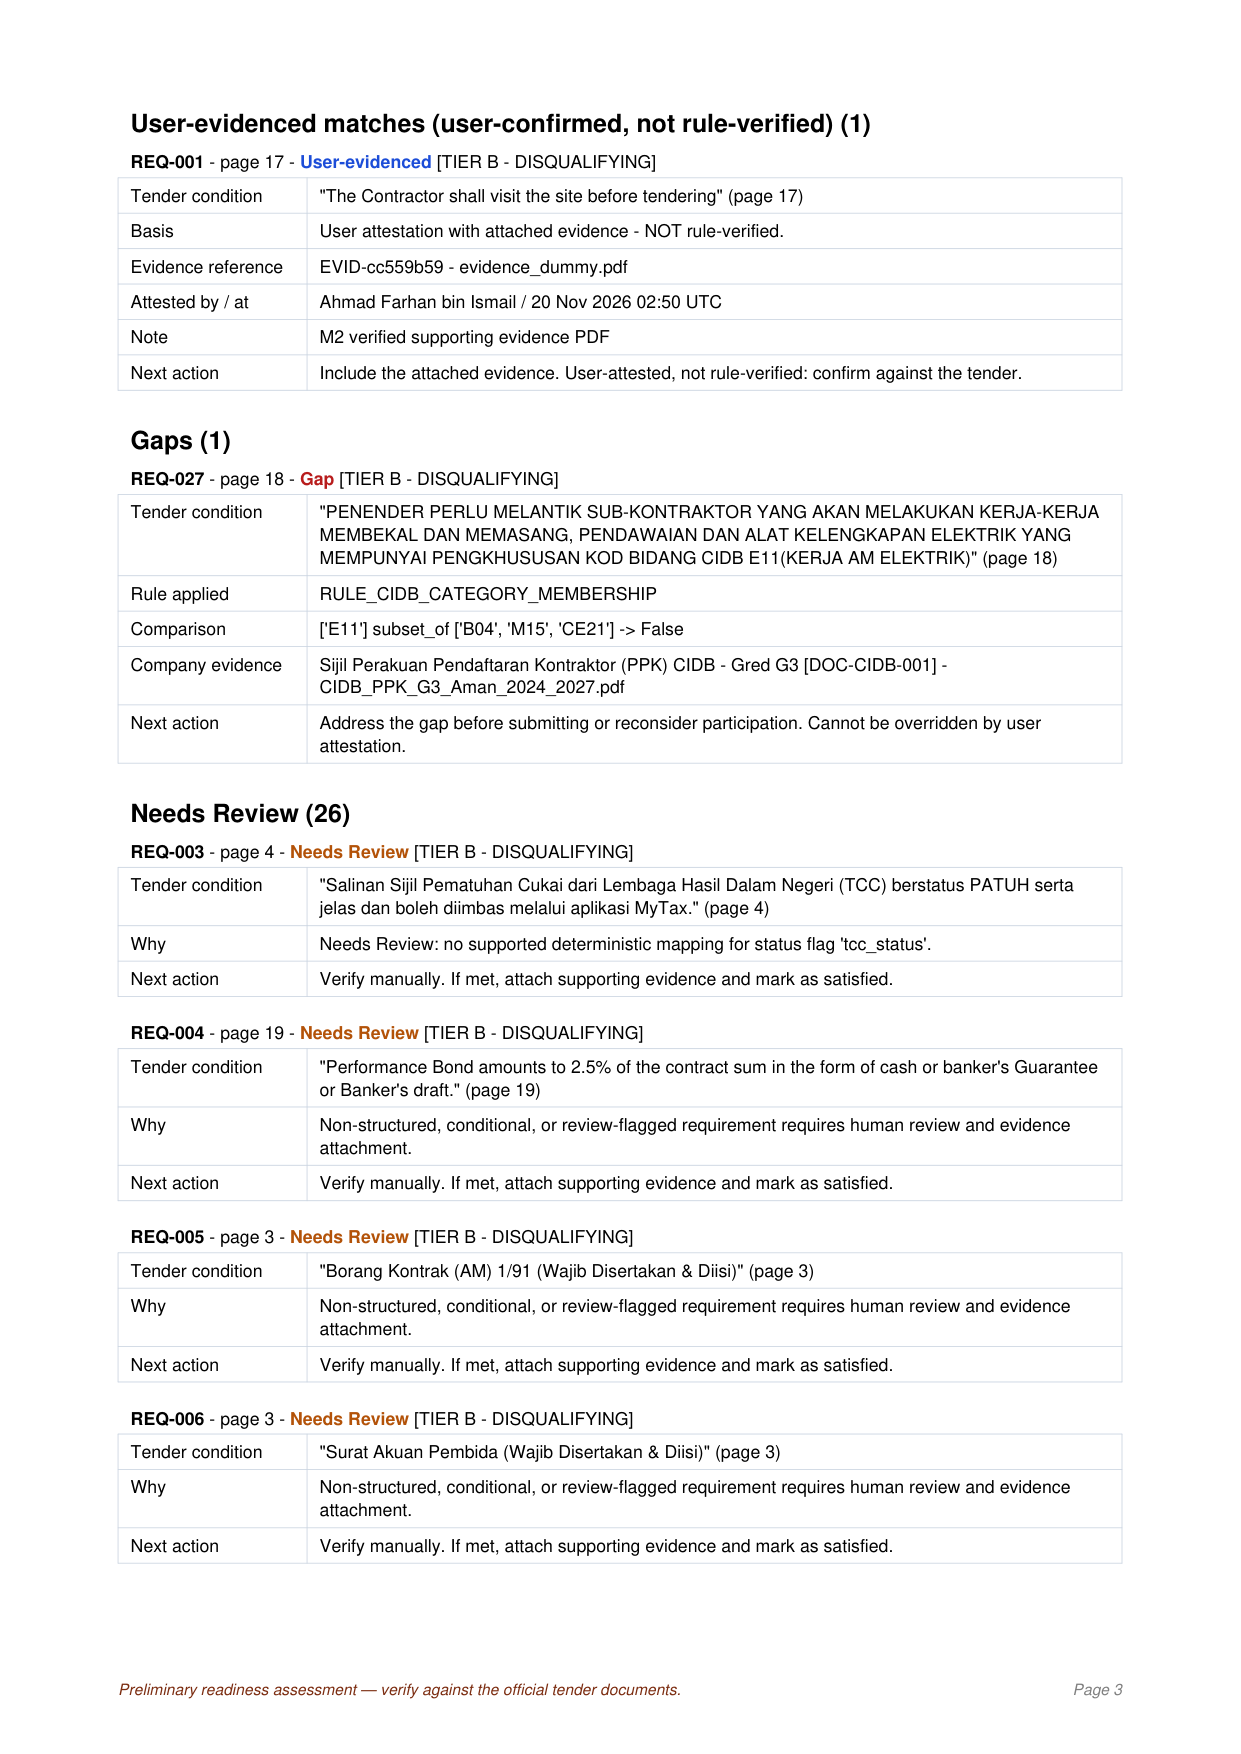 User-evidenced matches (user-confirmed, not rule-verified) (1)
REQ-001 - page 17 - User-evidenced [TIER B - DISQUALIFYING]
Tender condition "The Contractor shall visit the site before tendering" (page 17)
Basis User attestation with attached evidence - NOT rule-verified.
Evidence reference EVID-cc559b59 - evidence_dummy.pdf
Attested by / at Ahmad Farhan bin Ismail / 20 Nov 2026 02:50 UTC
Note M2 verified supporting evidence PDF
Next action Include the attached evidence. User-attested, not rule-verified: confirm against the tender.
Gaps (1)
REQ-027 - page 18 - Gap [TIER B - DISQUALIFYING]
Tender condition "PENENDER PERLU MELANTIK SUB-KONTRAKTOR YANG AKAN MELAKUKAN KERJA-KERJA
MEMBEKAL DAN MEMASANG, PENDAWAIAN DAN ALAT KELENGKAPAN ELEKTRIK YANG
MEMPUNYAI PENGKHUSUSAN KOD BIDANG CIDB E11(KERJA AM ELEKTRIK)" (page 18)
Rule applied RULE_CIDB_CATEGORY_MEMBERSHIP
Comparison ['E11'] subset_of ['B04', 'M15', 'CE21'] -> False
Company evidence Sijil Perakuan Pendaftaran Kontraktor (PPK) CIDB - Gred G3 [DOC-CIDB-001] -
CIDB_PPK_G3_Aman_2024_2027.pdf
Next action Address the gap before submitting or reconsider participation. Cannot be overridden by user
attestation.
Needs Review (26)
REQ-003 - page 4 - Needs Review [TIER B - DISQUALIFYING]
Tender condition "Salinan Sijil Pematuhan Cukai dari Lembaga Hasil Dalam Negeri (TCC) berstatus PATUH serta
jelas dan boleh diimbas melalui aplikasi MyTax." (page 4)
Why Needs Review: no supported deterministic mapping for status flag 'tcc_status'.
Next action Verify manually. If met, attach supporting evidence and mark as satisfied.
REQ-004 - page 19 - Needs Review [TIER B - DISQUALIFYING]
Tender condition "Performance Bond amounts to 2.5% of the contract sum in the form of cash or banker's Guarantee
or Banker's draft." (page 19)
Why Non-structured, conditional, or review-flagged requirement requires human review and evidence
attachment.
Next action Verify manually. If met, attach supporting evidence and mark as satisfied.
REQ-005 - page 3 - Needs Review [TIER B - DISQUALIFYING]
Tender condition "Borang Kontrak (AM) 1/91 (Wajib Disertakan & Diisi)" (page 3)
Why Non-structured, conditional, or review-flagged requirement requires human review and evidence
attachment.
Next action Verify manually. If met, attach supporting evidence and mark as satisfied.
REQ-006 - page 3 - Needs Review [TIER B - DISQUALIFYING]
Tender condition "Surat Akuan Pembida (Wajib Disertakan & Diisi)" (page 3)
Why Non-structured, conditional, or review-flagged requirement requires human review and evidence
attachment.
Next action Verify manually. If met, attach supporting evidence and mark as satisfied.
Preliminary readiness assessment — verify against the official tender documents. Page 3